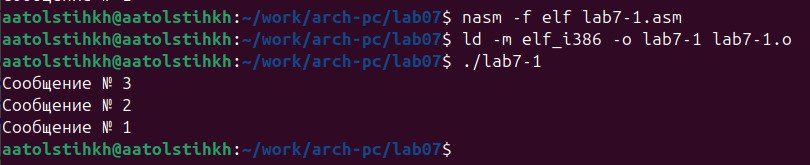 aatolstihkh@aatolstihkh:~/work/arch-pc/lab07$ nasm -f elf lab7-1.asm
aatolstihkh@aatolstihkh:~/work/arch-pc/lab07$ ld -m elf_i386 -o lab7-1 lab7-1.o
aatolstihkh@aatolstihkh:~/work/arch-pc/lab07$ ./lab7-1
Сообщение № 3
Сообщение № 2
Сообщение № 1
aatolstihkh@aatolstihkh:~/work/arch-pc/lab07$